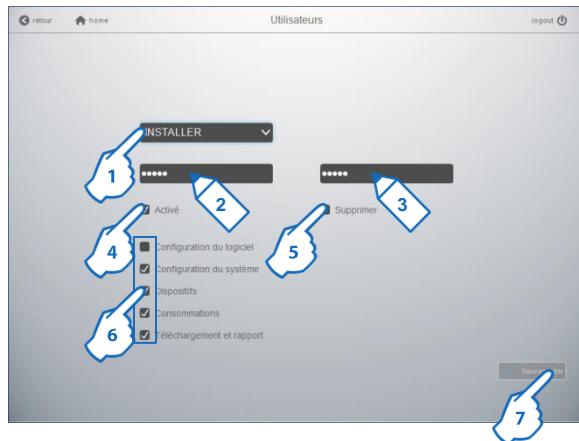 retour home Utilisateurs logout
INSTALLER
1
••••• •••••
2 3
Activé Supprimer
4 5
Configuration du logiciel
Configuration du système
Dispositifs
Consommations
6 Téléchargement et rapport
7